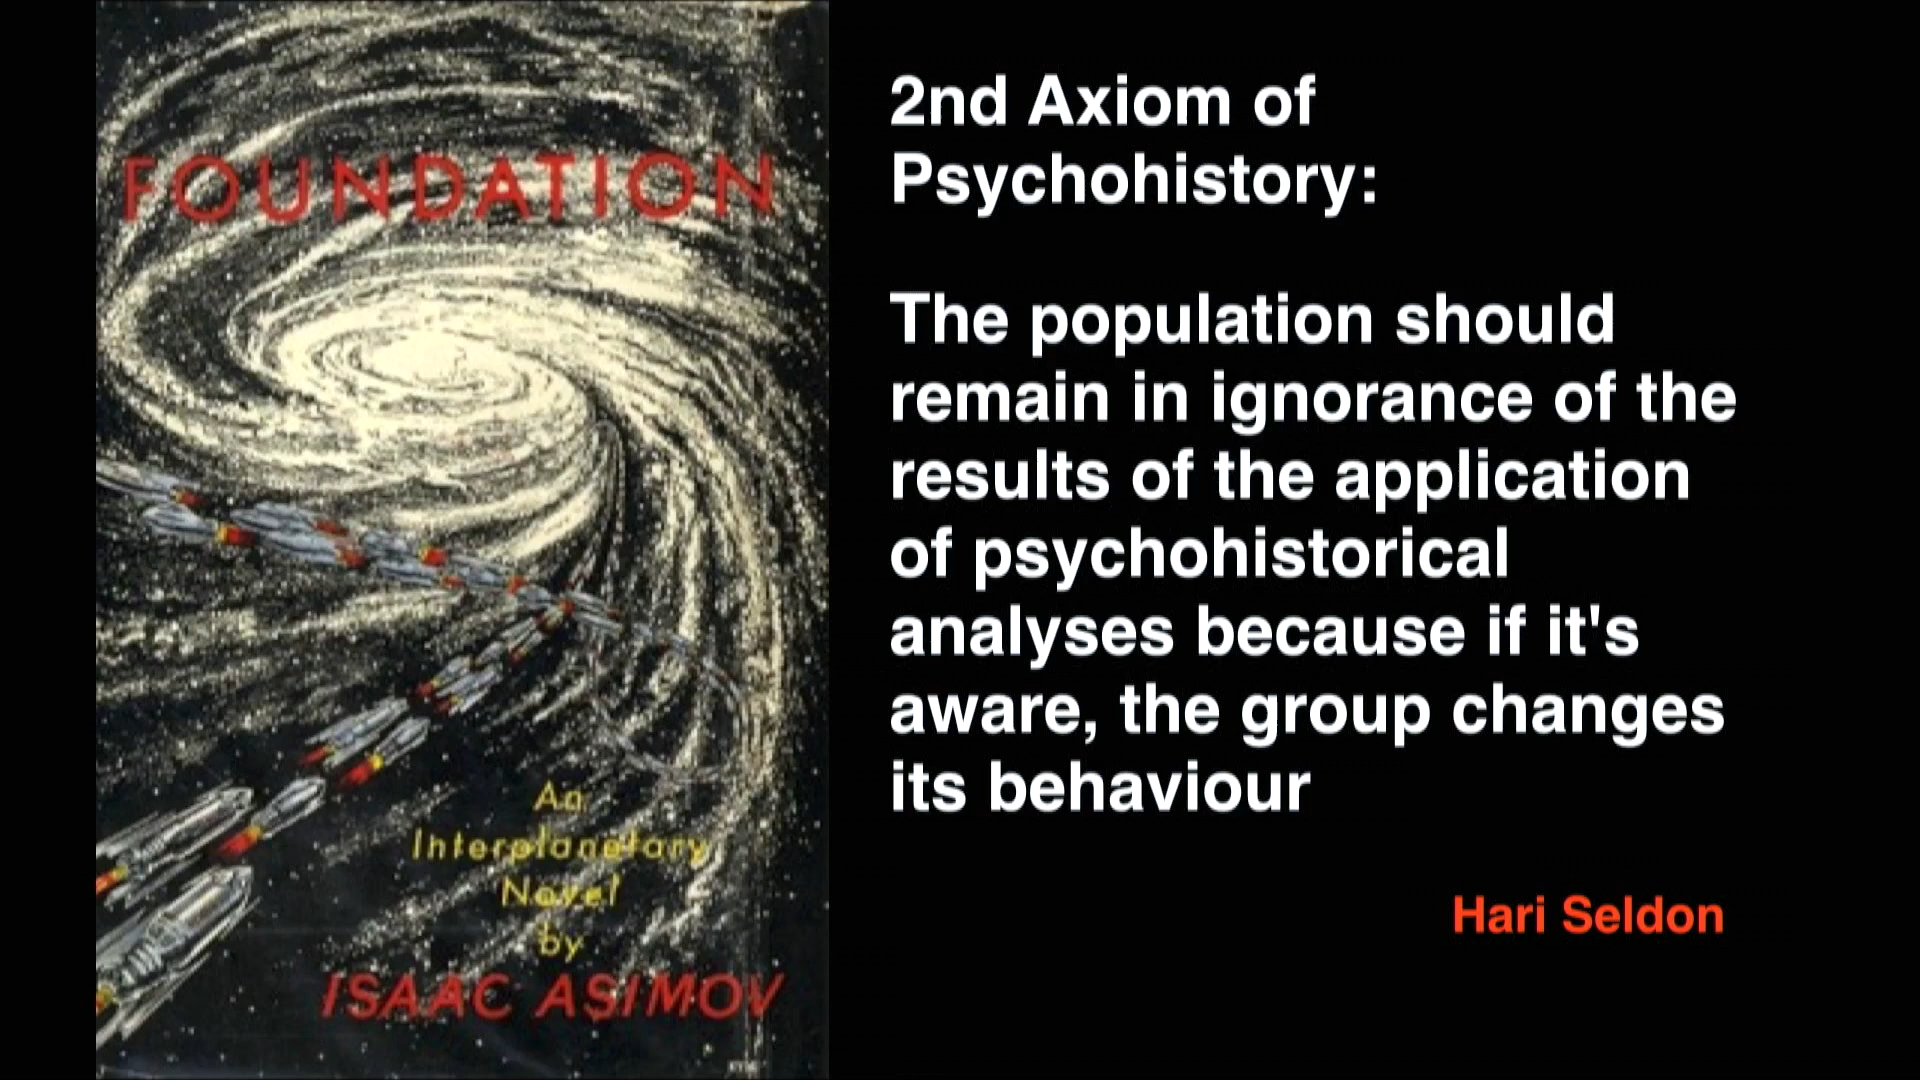 FOUNDATION
An
Interplanetary
Novel
by
ISAAC ASIMOV
2nd Axiom of
Psychohistory:
The population should
remain in ignorance of the
results of the application
of psychohistorical
analyses because if it's
aware, the group changes
its behaviour
Hari Seldon